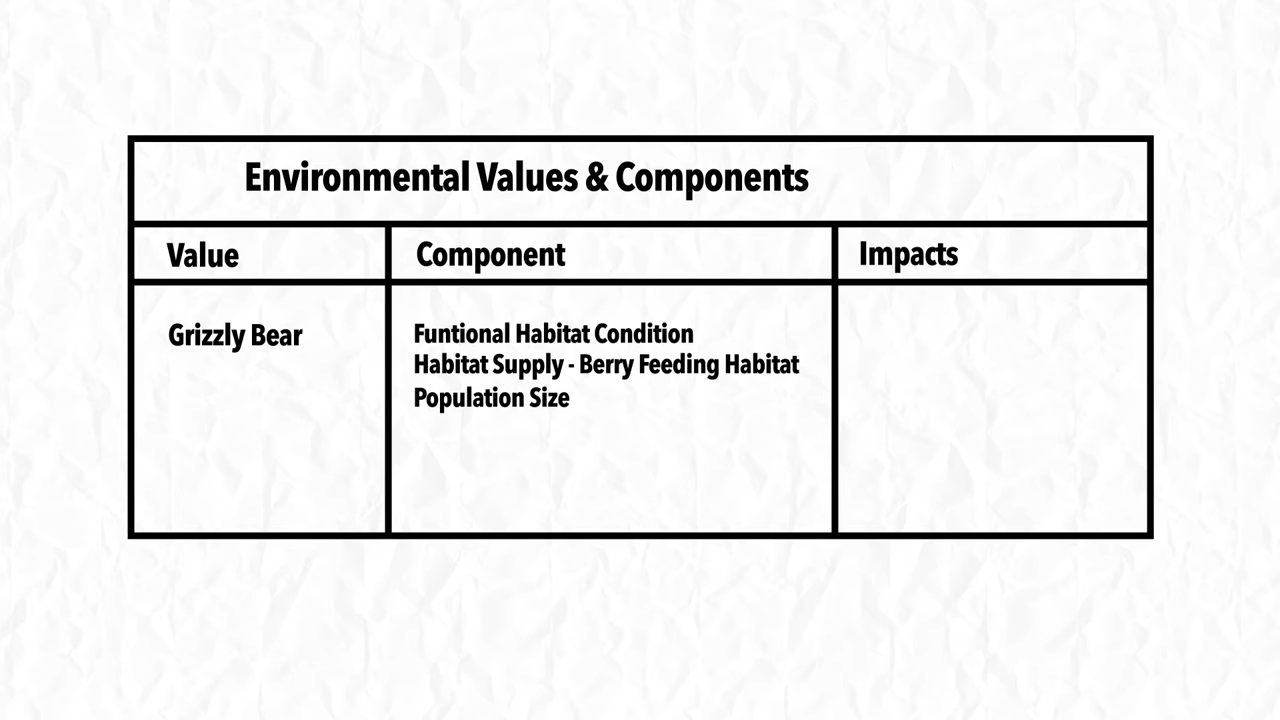 Environmental Values & Components
Value
Component
Impacts
Grizzly Bear
Funtional Habitat Condition
Habitat Supply - Berry Feeding Habitat
Population Size